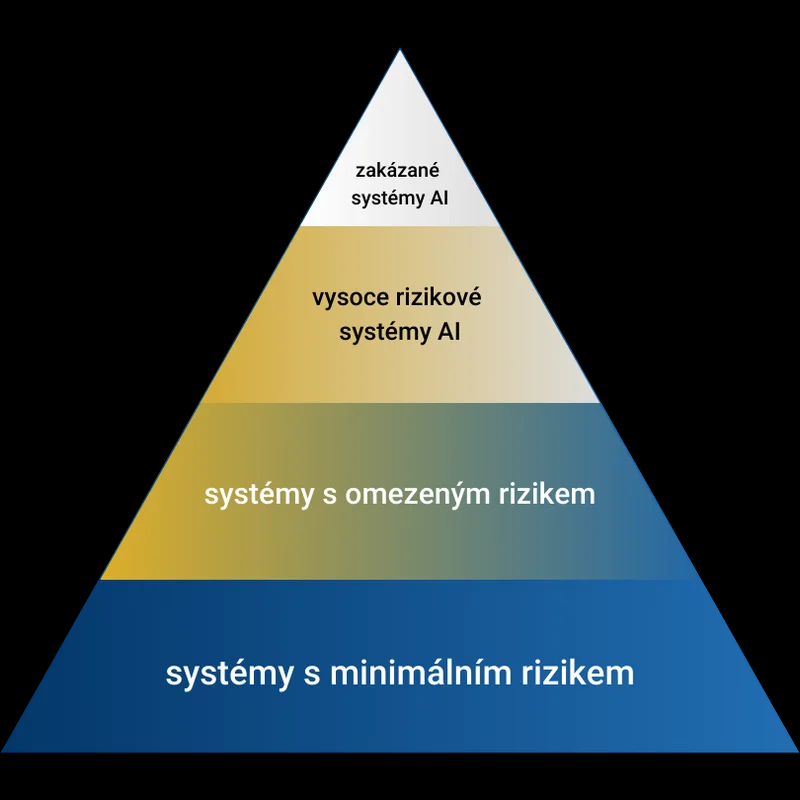 zakázané
systémy AI
vysoce rizikové
systémy AI
systémy s omezeným rizikem
systémy s minimálním rizikem